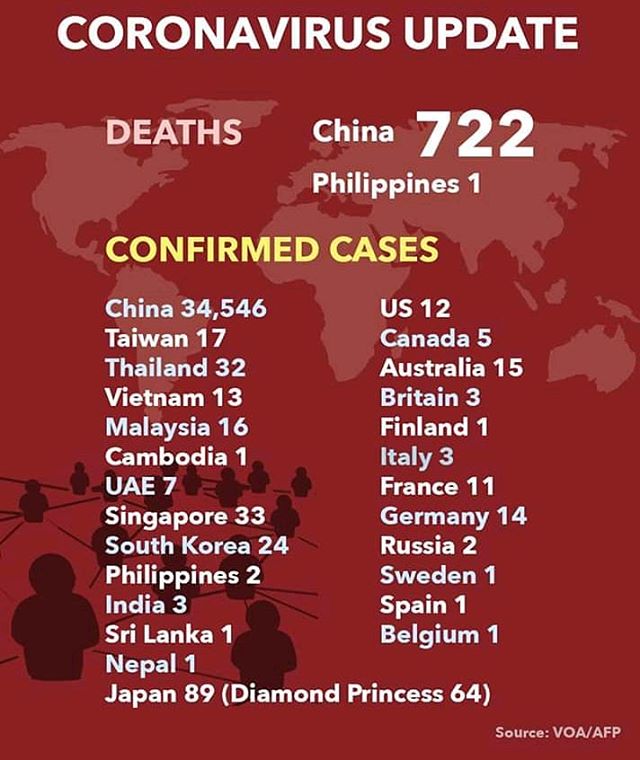 CORONAVIRUS UPDATE
DEATHS
China 722
Philippines 1
CONFIRMED CASES
China 34,546
Taiwan 17
Thailand 32
Vietnam 13
Malaysia 16
Cambodia 1
UAE 7
Singapore 33
South Korea 24
Philippines 2
India 3
Sri Lanka 1
Nepal 1
Japan 89 (Diamond Princess 64)
US 12
Canada 5
Australia 15
Britain 3
Finland 1
Italy 3
France 11
Germany 14
Russia 2
Sweden 1
Spain 1
Belgium 1
Source: VOA/AFP